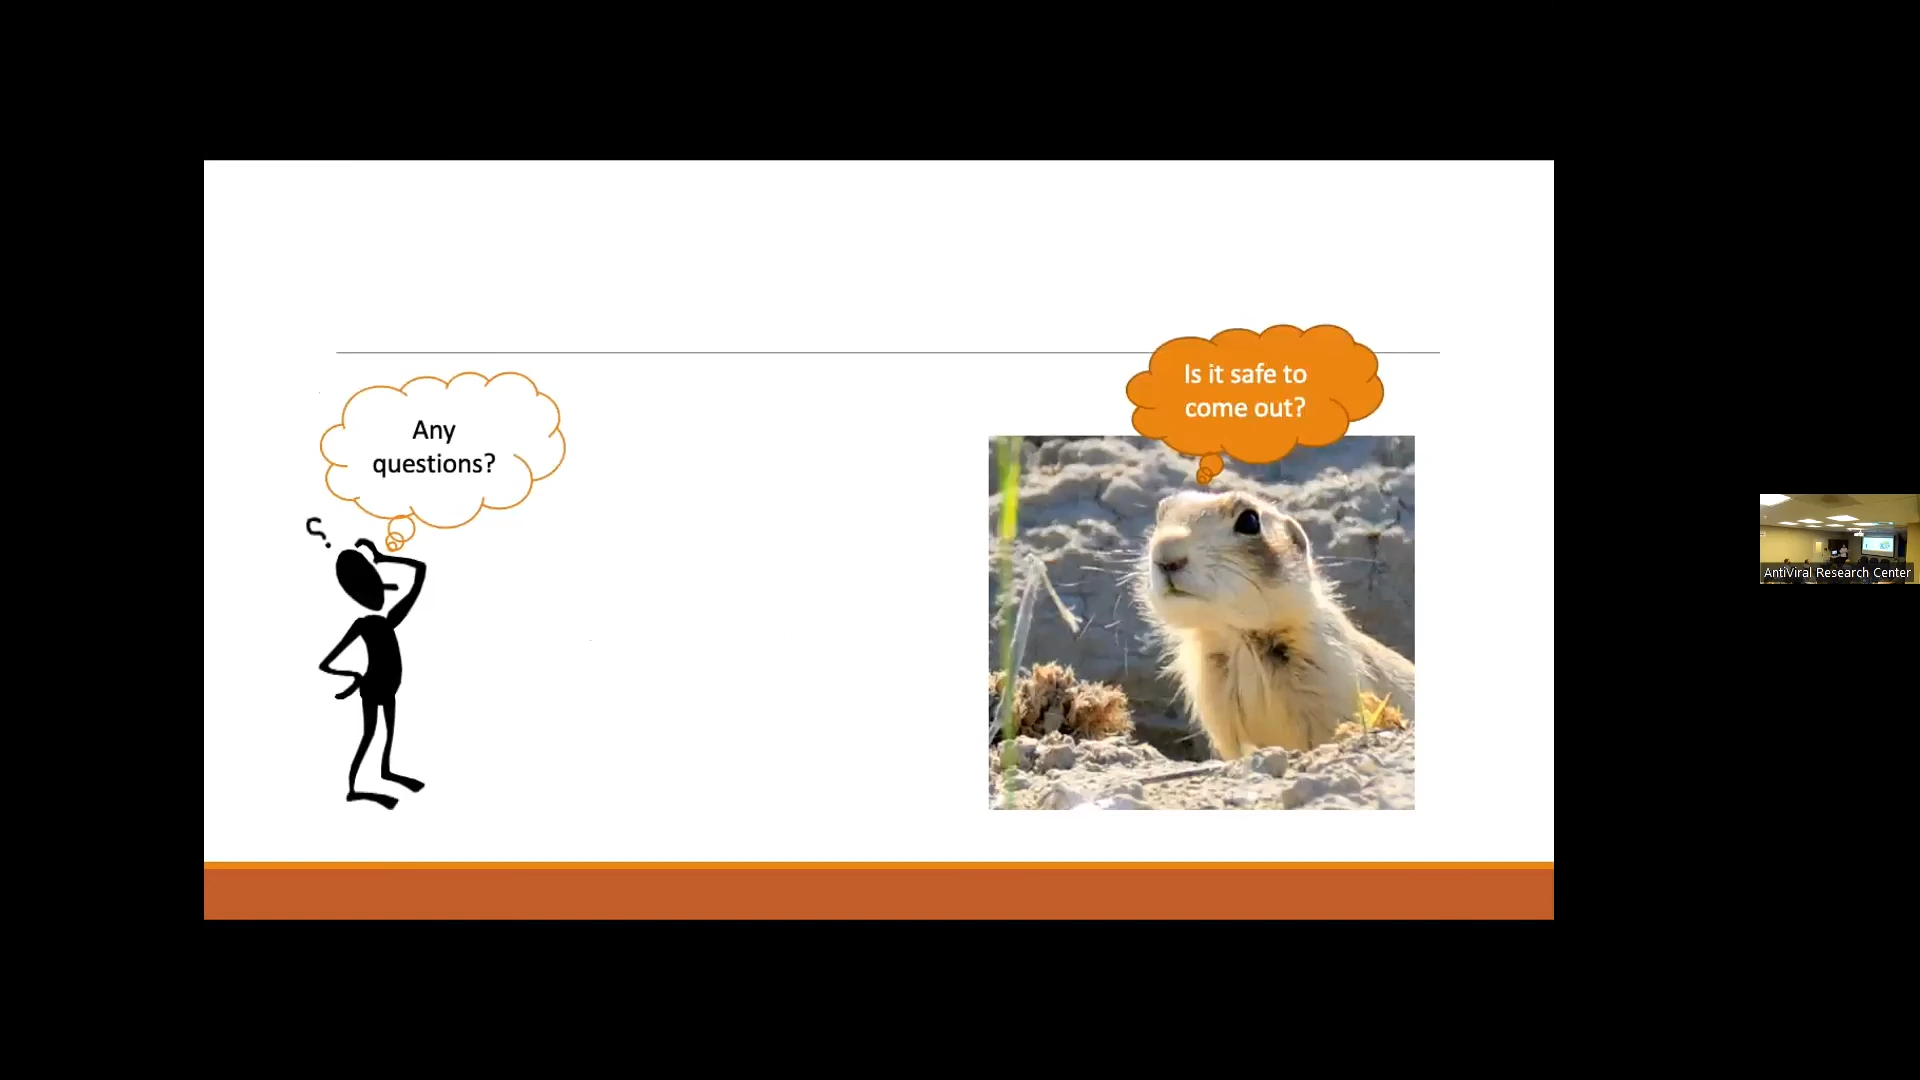 Any
questions?
Is it safe to
come out?
AntiViral Research Center